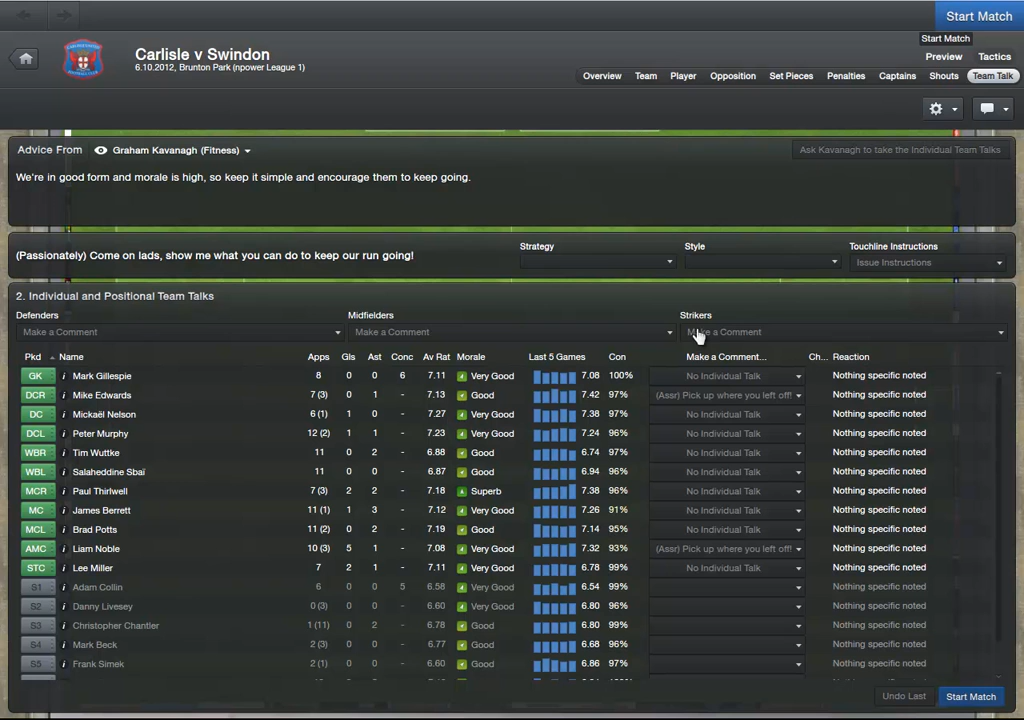 Start Match
Start Match
Carlisle v Swindon
6.10.2012, Brunton Park (npower League 1)
Preview Tactics
Overview Team Player Opposition Set Pieces Penalties Captains Shouts Team Talk
Advice From Graham Kavanagh (Fitness) Ask Kavanagh to take the Individual Team Talks
We're in good form and morale is high, so keep it simple and encourage them to keep going.
Strategy Style Touchline Instructions
(Passionately) Come on lads, show me what you can do to keep our run going! Issue Instructions
2. Individual and Positional Team Talks
Defenders Midfielders Strikers
Make a Comment Make a Comment Make a Comment
Pkd Name Apps Gls Ast Conc Av Rat Morale Last 5 Games Con Make a Comment... Ch... Reaction
GK i Mark Gillespie 8 0 0 6 7.11 Very Good 7.08 100% No Individual Talk Nothing specific noted
DCR i Mike Edwards 7 (3) 0 1 - 7.13 Good 7.42 97% (Assr) Pick up where you left off! Nothing specific noted
DC i Mickaël Nelson 6 (1) 1 0 - 7.27 Very Good 7.38 97% No Individual Talk Nothing specific noted
DCL i Peter Murphy 12 (2) 1 1 - 7.23 Very Good 7.24 96% No Individual Talk Nothing specific noted
WBR i Tim Wuttke 11 0 2 - 6.88 Good 6.74 97% No Individual Talk Nothing specific noted
WBL i Salaheddine Sbaï 11 0 0 - 6.87 Good 6.94 96% No Individual Talk Nothing specific noted
MCR i Paul Thirlwell 7 (3) 2 2 - 7.18 Superb 7.38 96% No Individual Talk Nothing specific noted
MC i James Berrett 11 (1) 1 3 - 7.12 Very Good 7.26 91% No Individual Talk Nothing specific noted
MCL i Brad Potts 11 (2) 0 2 - 7.19 Good 7.14 95% No Individual Talk Nothing specific noted
AMC i Liam Noble 10 (3) 5 1 - 7.08 Very Good 7.32 93% (Assr) Pick up where you left off! Nothing specific noted
STC i Lee Miller 7 2 1 - 7.11 Very Good 6.78 99% No Individual Talk Nothing specific noted
S1 i Adam Collin 6 0 0 5 6.58 Very Good 6.54 99% Nothing specific noted
S2 i Danny Livesey 0 (3) 0 0 - 6.60 Very Good 6.80 96% Nothing specific noted
S3 i Christopher Chantler 1 (11) 0 2 - 6.78 Good 6.80 99% Nothing specific noted
S4 i Mark Beck 2 (3) 0 0 - 6.77 Good 6.68 96% Nothing specific noted
S5 i Frank Simek 2 (1) 0 0 - 6.60 Good 6.86 97% Nothing specific noted
Undo Last Start Match